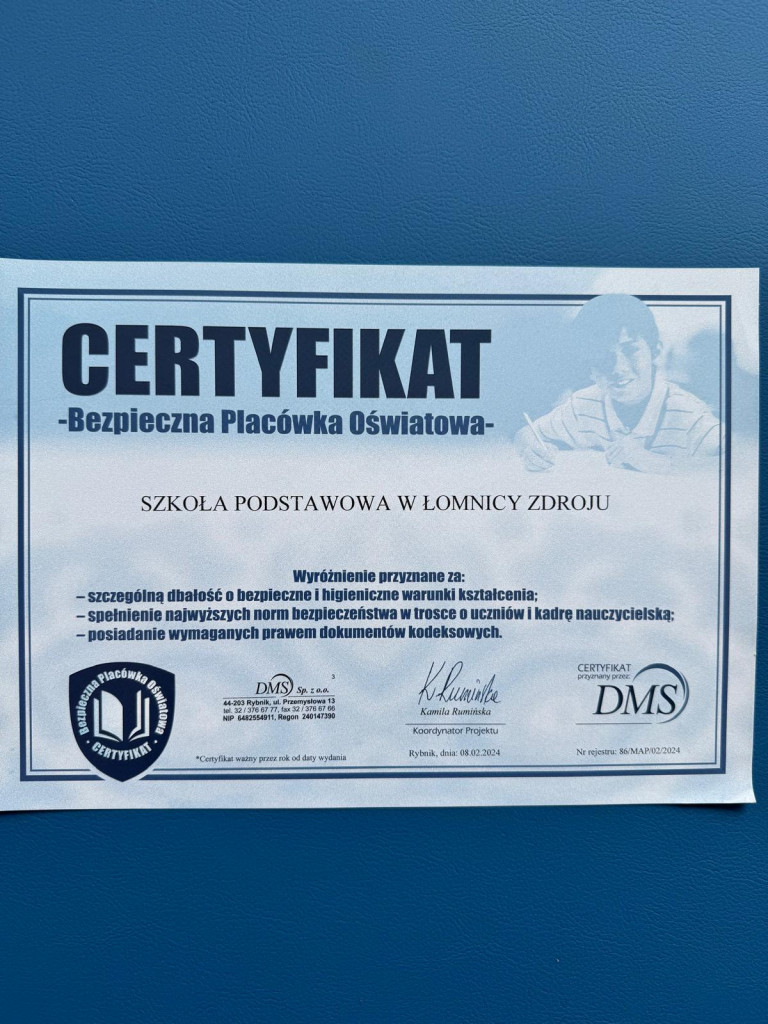 CERTYFIKAT
-Bezpieczna Placówka Oświatowa-
SZKOŁA PODSTAWOWA W ŁOMNICY ZDROJU
Wyróżnienie przyznane za:
– szczególną dbałość o bezpieczne i higieniczne warunki kształcenia;
– spełnienie najwyższych norm bezpieczeństwa w trosce o uczniów i kadrę nauczycielską;
– posiadanie wymaganych prawem dokumentów kodeksowych.
Bezpieczna Placówka Oświatowa
· CERTYFIKAT ·
3
DMS Sp. z o.o.
44-203 Rybnik, ul. Przemysłowa 13
tel. 32 / 376 67 77, fax 32 / 376 67 66
NIP 6482554911, Regon 240147390
*Certyfikat ważny przez rok od daty wydania
K Rumińska
Kamila Rumińska
Koordynator Projektu
Rybnik, dnia: 08.02.2024
CERTYFIKAT
przyznany przez:
DMS
Nr rejestru: 86/MAP/02/2024